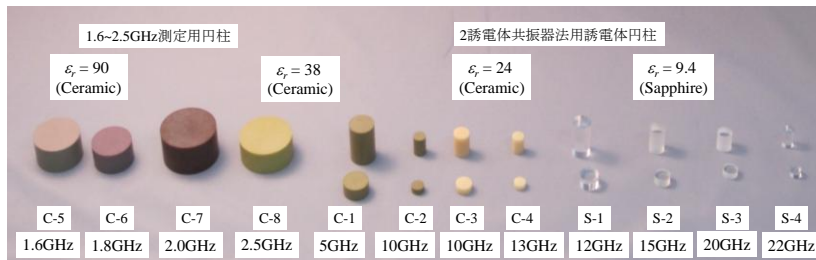 1.6~2.5GHz測定用円柱
2誘電体共振器法用誘電体円柱
εr = 90
(Ceramic)
εr = 38
(Ceramic)
εr = 24
(Ceramic)
εr = 9.4
(Sapphire)
C-5 C-6 C-7 C-8 C-1 C-2 C-3 C-4 S-1 S-2 S-3 S-4
1.6GHz 1.8GHz 2.0GHz 2.5GHz 5GHz 10GHz 10GHz 13GHz 12GHz 15GHz 20GHz 22GHz